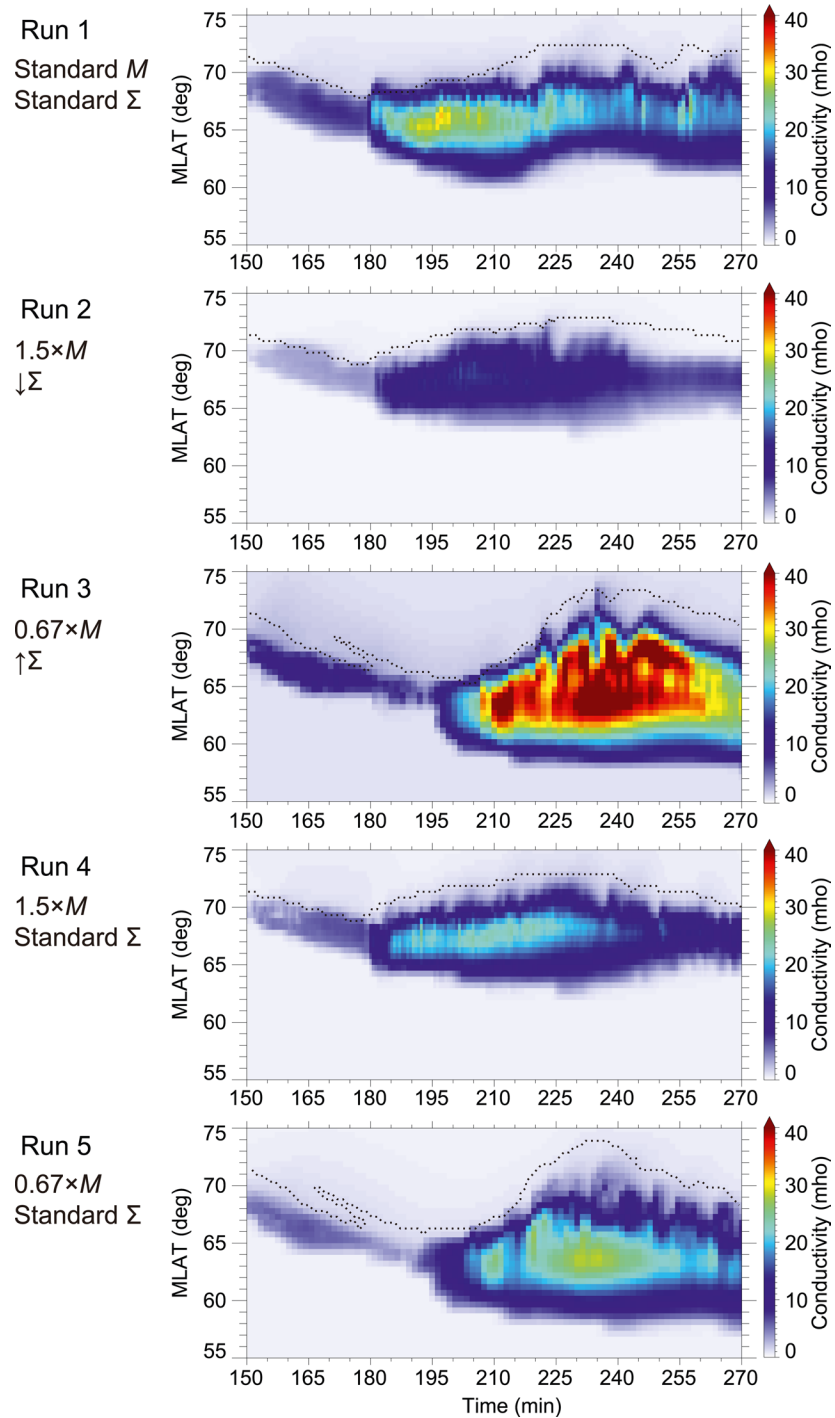 Run 1
Standard M
Standard Σ
MLAT (deg)
75
70
65
60
55
150 165 180 195 210 225 240 255 270
40
30
20
10
0
Conductivity (mho)
Run 2
1.5×M
↓Σ
MLAT (deg)
75
70
65
60
55
150 165 180 195 210 225 240 255 270
40
30
20
10
0
Conductivity (mho)
Run 3
0.67×M
↑Σ
MLAT (deg)
75
70
65
60
55
150 165 180 195 210 225 240 255 270
40
30
20
10
0
Conductivity (mho)
Run 4
1.5×M
Standard Σ
MLAT (deg)
75
70
65
60
55
150 165 180 195 210 225 240 255 270
40
30
20
10
0
Conductivity (mho)
Run 5
0.67×M
Standard Σ
MLAT (deg)
75
70
65
60
55
150 165 180 195 210 225 240 255 270
Time (min)
40
30
20
10
0
Conductivity (mho)